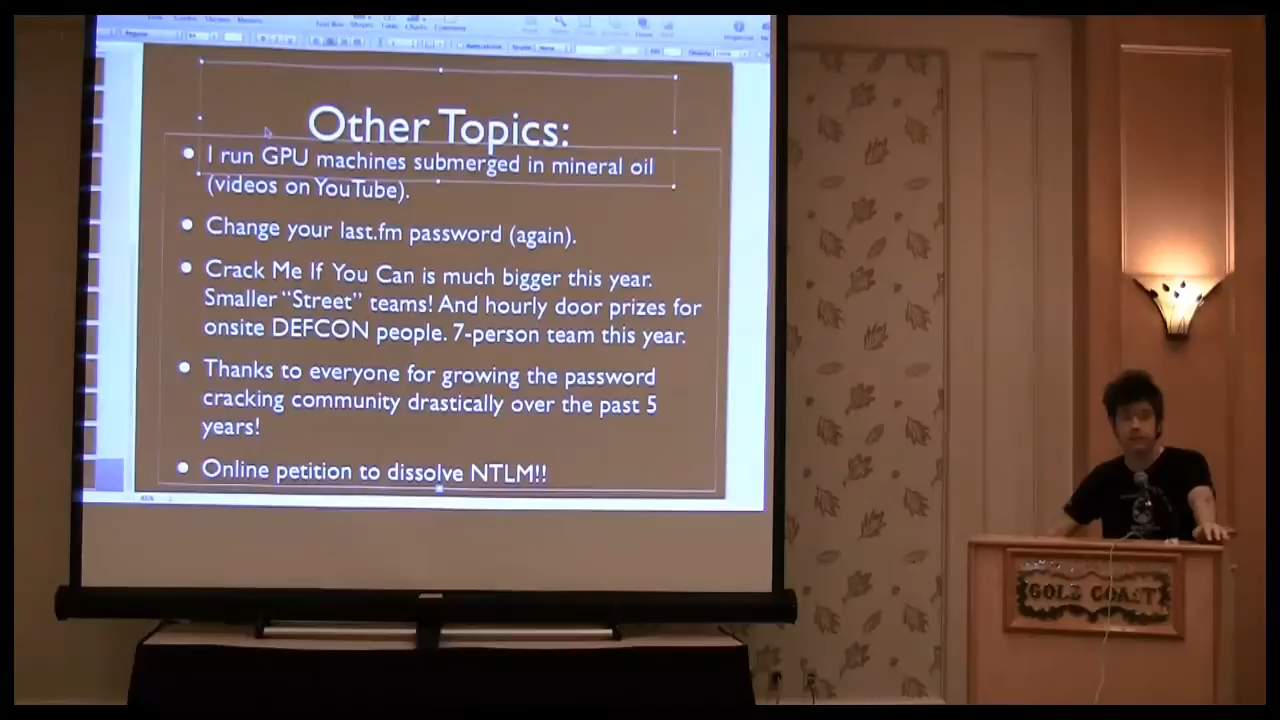 Other Topics:
I run GPU machines submerged in mineral oil
(videos on YouTube).
Change your last.fm password (again).
Crack Me If You Can is much bigger this year.
Smaller “Street” teams! And hourly door prizes for
onsite DEFCON people. 7-person team this year.
Thanks to everyone for growing the password
cracking community drastically over the past 5
years!
Online petition to dissolve NTLM!!
GOLD COAST